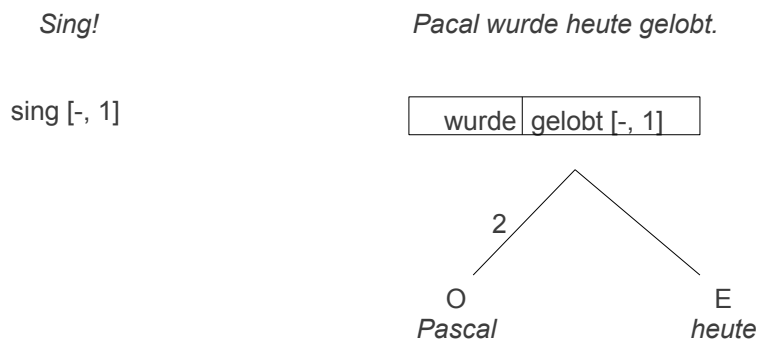 Sing!
Pacal wurde heute gelobt.
sing [-, 1]
wurde gelobt [-, 1]
2
O E
Pascal heute